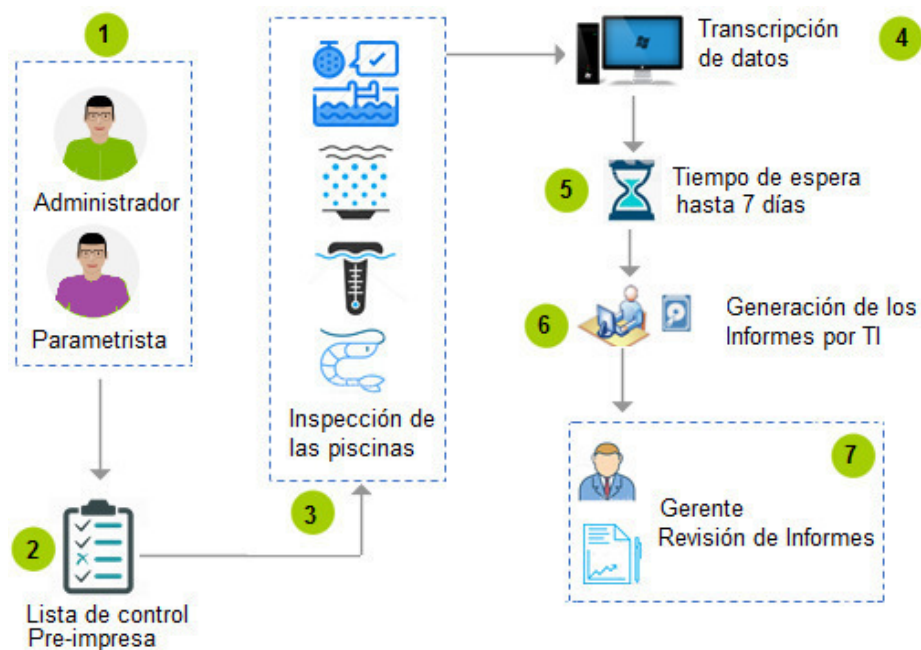 1
Administrador
Parametrista
2
Lista de control
Pre-impresa
3
Inspección de
las piscinas
Transcripción
de datos
4
5
Tiempo de espera
hasta 7 días
6
Generación de los
Informes por TI
7
Gerente
Revisión de Informes